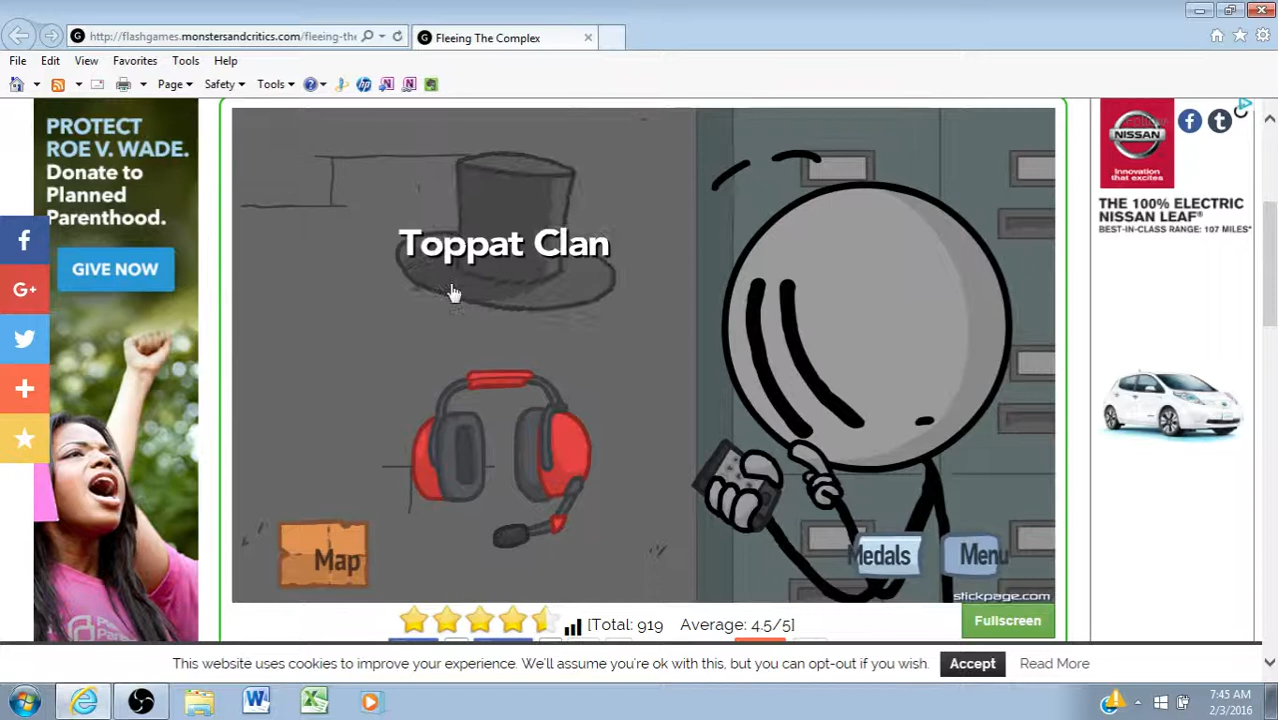 http://flashgames.monstersandcritics.com/fleeing-the
Fleeing The Complex
File Edit View Favorites Tools Help
Page Safety Tools
PROTECT
ROE V. WADE.
Donate to
Planned
Parenthood.
GIVE NOW
Toppat Clan
Map
Medals
Menu
stickpage.com
NISSAN
Innovation
that excites
THE 100% ELECTRIC
NISSAN LEAF®
BEST-IN-CLASS RANGE: 107 MILES*
[Total: 919 Average: 4.5/5]
Fullscreen
This website uses cookies to improve your experience. We'll assume you're ok with this, but you can opt-out if you wish.
Accept
Read More
7:45 AM
2/3/2016